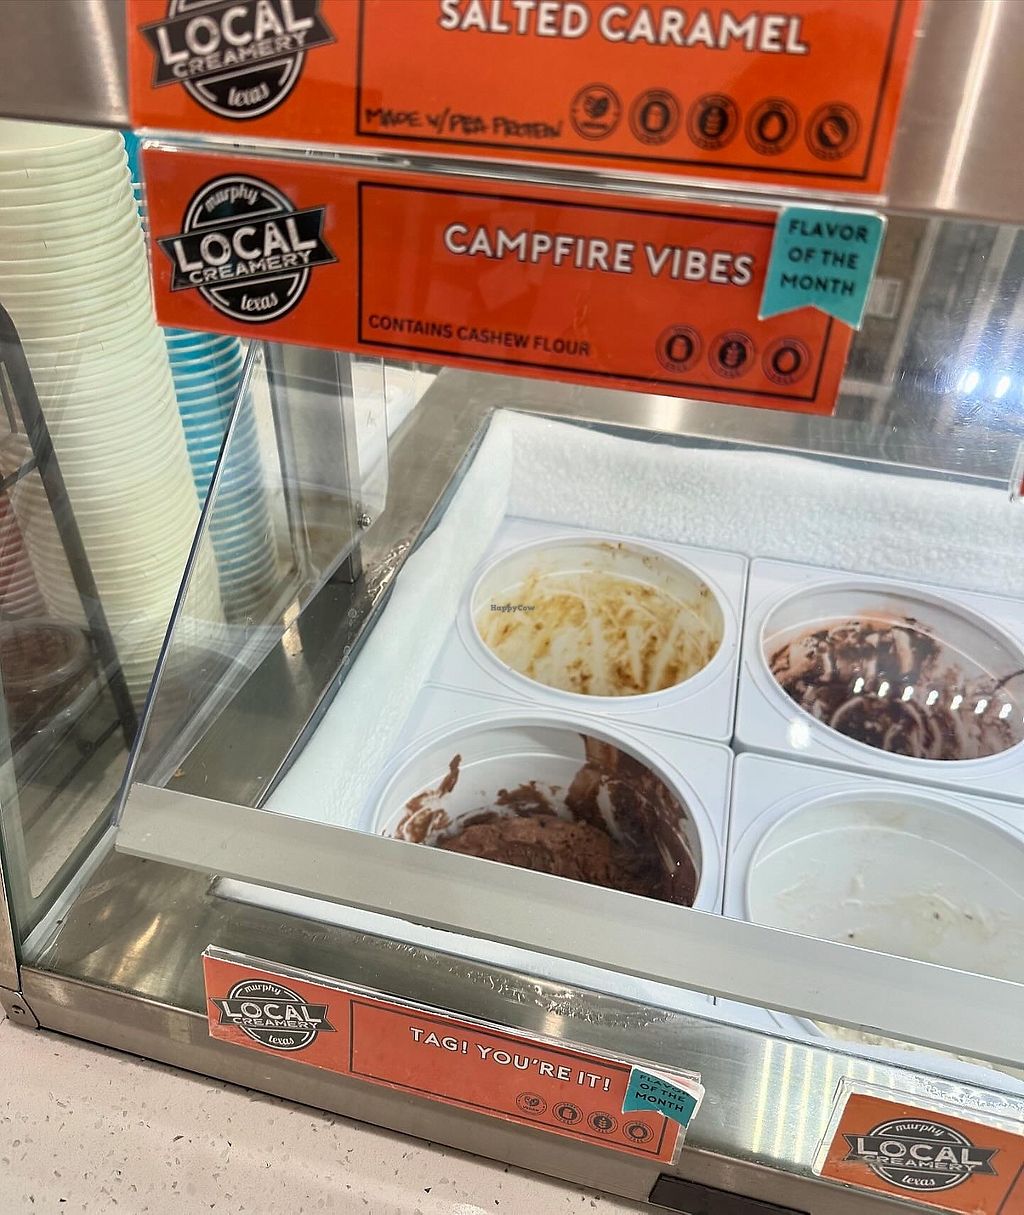 LOCAL
CREAMERY
texas
SALTED CARAMEL
MADE W/ PEA PROTEIN
murphy
LOCAL
CREAMERY
texas
CAMPFIRE VIBES
FLAVOR
OF THE
MONTH
CONTAINS CASHEW FLOUR
HappyCow
murphy
LOCAL
CREAMERY
texas
TAG! YOU'RE IT!
FLAVOR
OF THE
MONTH
murphy
LOCAL
CREAMERY
texas